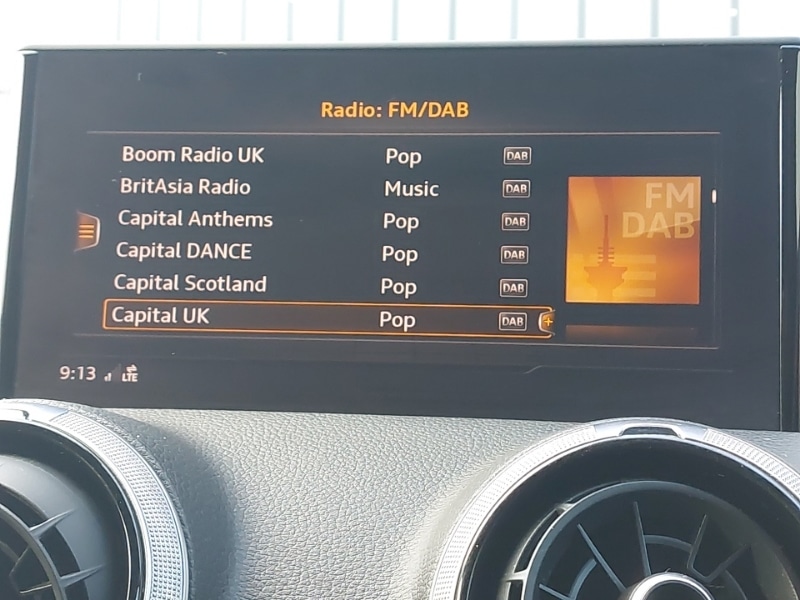 Radio: FM/DAB
Boom Radio UK Pop DAB
BritAsia Radio Music DAB
Capital Anthems Pop DAB
Capital DANCE Pop DAB
Capital Scotland Pop DAB
Capital UK Pop DAB +
FM
DAB
9:13 LTE